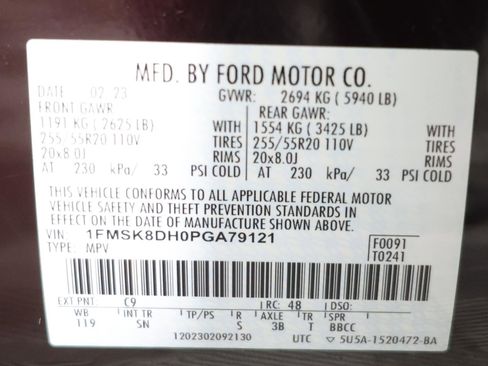 MFD. BY FORD MOTOR CO.
DATE 02 23 GVWR: 2694 KG ( 5940 LB)
FRONT GAWR REAR GAWR:
1191 KG ( 2625 LB) WITH 1554 KG ( 3425 LB) WITH
255/55R20 110V TIRES 255/55R20 110V TIRES
20x8.0J RIMS 20x8.0J RIMS
AT 230 kPa/ 33 PSI COLD AT 230 kPa/ 33 PSI COLD
THIS VEHICLE CONFORMS TO ALL APPLICABLE FEDERAL MOTOR
VEHICLE SAFETY AND THEFT PREVENTION STANDARDS IN
EFFECT ON THE DATE OF MANUFACTURE SHOWN ABOVE.
VIN: 1FMSK8DH0PGA79121 F0091
TYPE: MPV T0241
EXT PNT C9 RC: 48 DSO:
WB INT TR TP/PS R AXLE TR SPR
119 SN S 3B T BBCC
1202302092130 UTC ▽ 5U5A-1520472-BA